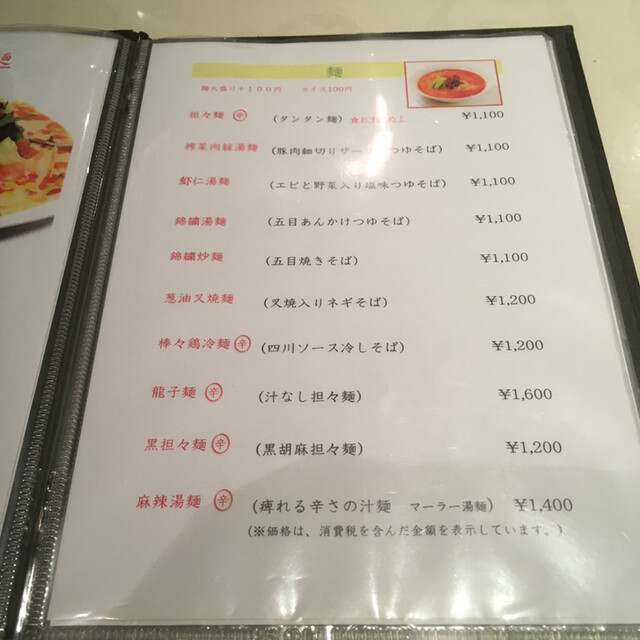 麺
麺大盛り+100円 ライス100円
担々麺 辛 (タンタン麺) ¥1,100
搾菜肉絲湯麺 (豚肉細切りザー つゆそば) ¥1,100
虾仁湯麺 (エビと野菜入り塩味つゆそば) ¥1,100
錦繍湯麺 (五目あんかけつゆそば) ¥1,100
錦繍炒麺 (五目焼きそば) ¥1,100
葱油叉焼麺 (叉焼入りネギそば) ¥1,200
棒々鶏冷麺 辛 (四川ソース冷しそば) ¥1,200
龍子麺 辛 (汁なし担々麺) ¥1,600
黒担々麺 辛 (黒胡麻担々麺) ¥1,200
麻辣湯麺 辛 (痺れる辛さの汁麺 マーラー湯麺) ¥1,400
(※価格は、消費税を含んだ金額を表示しています。)